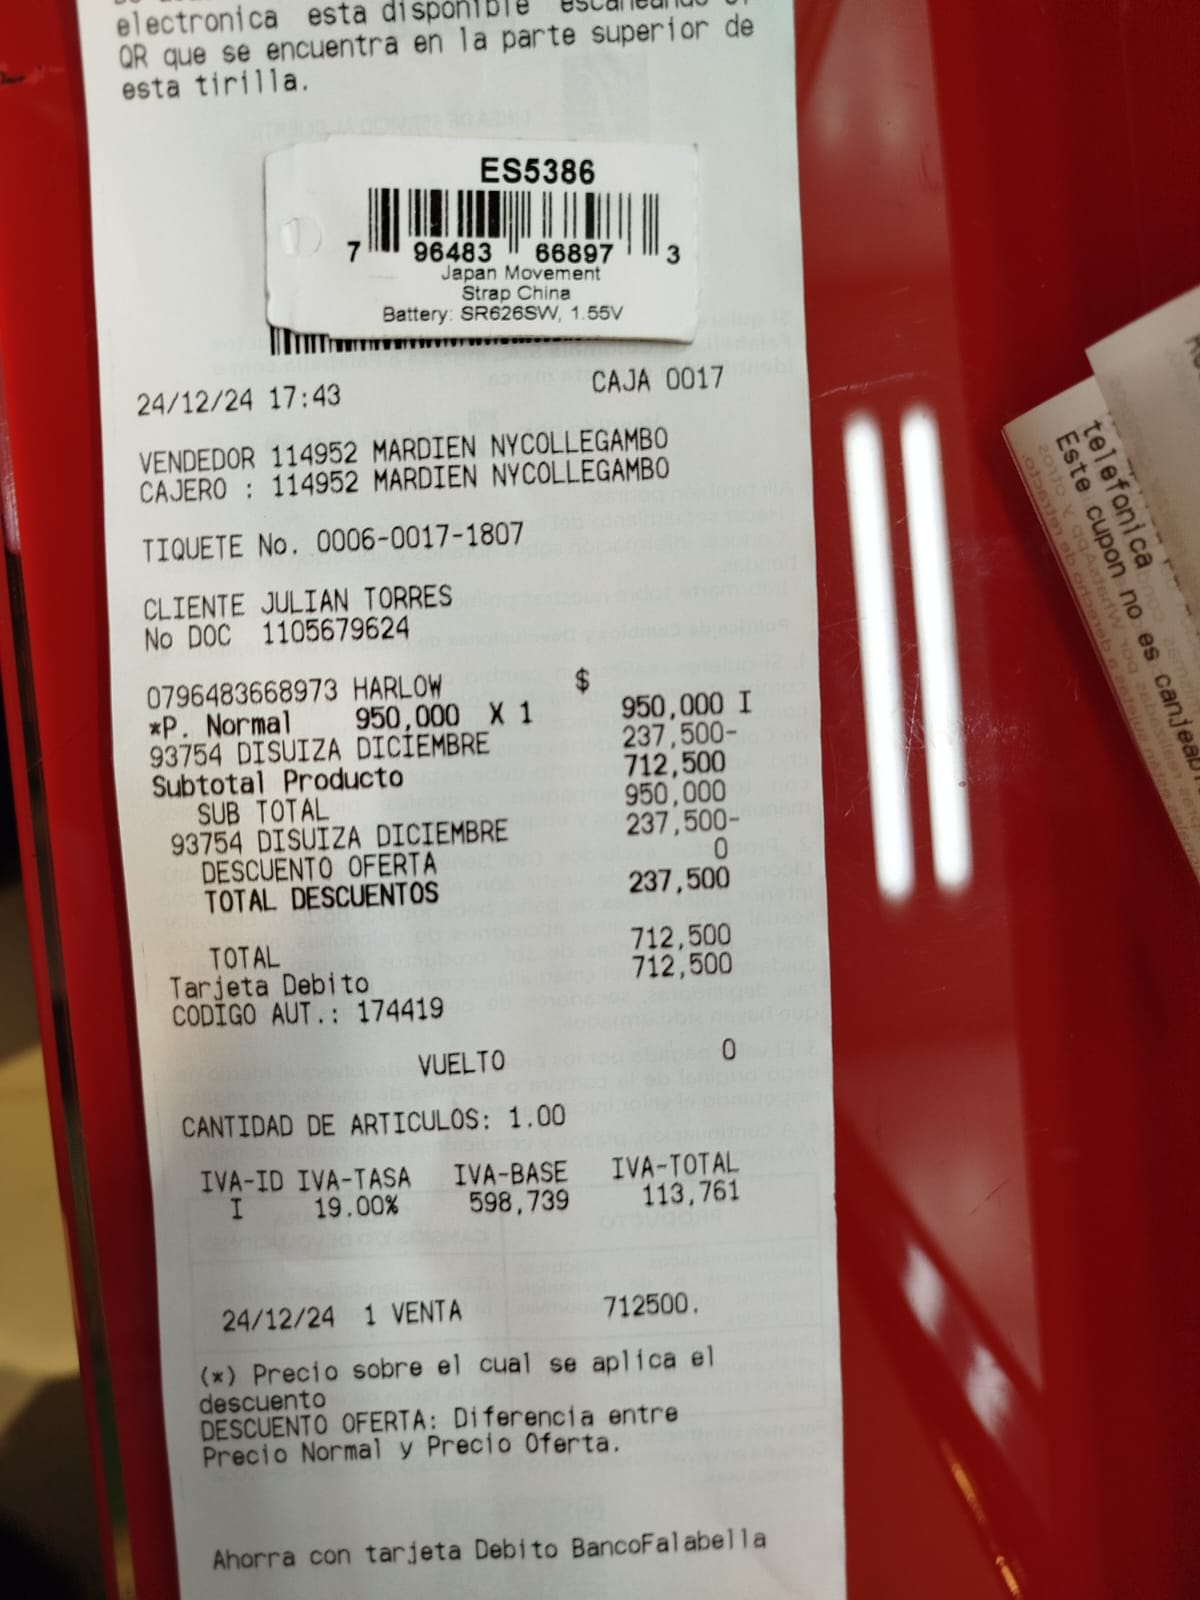 electronica esta disponible escaneando el
QR que se encuentra en la parte superior de
esta tirilla.
ES5386
7 96483 66897 3
Japan Movement
Strap China
Battery: SR626SW, 1.55V
24/12/24 17:43 CAJA 0017
VENDEDOR 114952 MARDIEN NYCOLLEGAMBO
CAJERO : 114952 MARDIEN NYCOLLEGAMBO
TIQUETE No. 0006-0017-1807
CLIENTE JULIAN TORRES
No DOC 1105679624
0796483668973 HARLOW $
*P. Normal 950,000 X 1 950,000 I
93754 DISUIZA DICIEMBRE 237,500-
Subtotal Producto 712,500
SUB TOTAL 950,000
93754 DISUIZA DICIEMBRE 237,500-
DESCUENTO OFERTA 0
TOTAL DESCUENTOS 237,500
TOTAL 712,500
Tarjeta Debito 712,500
CODIGO AUT.: 174419
VUELTO 0
CANTIDAD DE ARTICULOS: 1.00
IVA-ID IVA-TASA IVA-BASE IVA-TOTAL
I 19.00% 598,739 113,761
24/12/24 1 VENTA 712500.
(*) Precio sobre el cual se aplica el
descuento
DESCUENTO OFERTA: Diferencia entre
Precio Normal y Precio Oferta.
Ahorra con tarjeta Debito BancoFalabella
telefonica
Este cupon no es